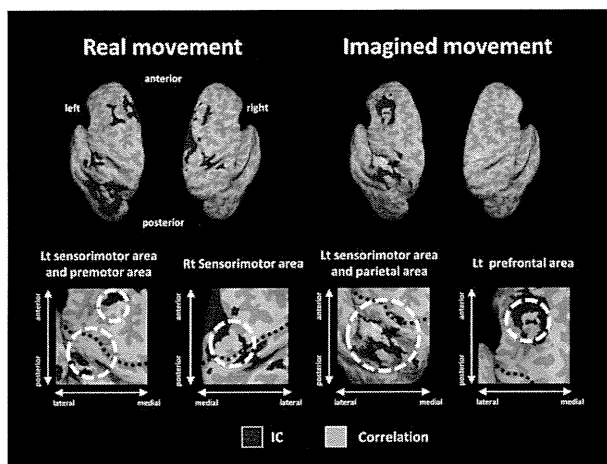 Real movement
Imagined movement
anterior
left
right
posterior
Lt sensorimotor area
and premotor area
Rt Sensorimotor area
Lt sensorimotor area
and parietal area
Lt prefrontal area
anterior
posterior
anterior
posterior
anterior
posterior
anterior
posterior
lateral
medial
medial
lateral
lateral
medial
lateral
medial
IC
Correlation